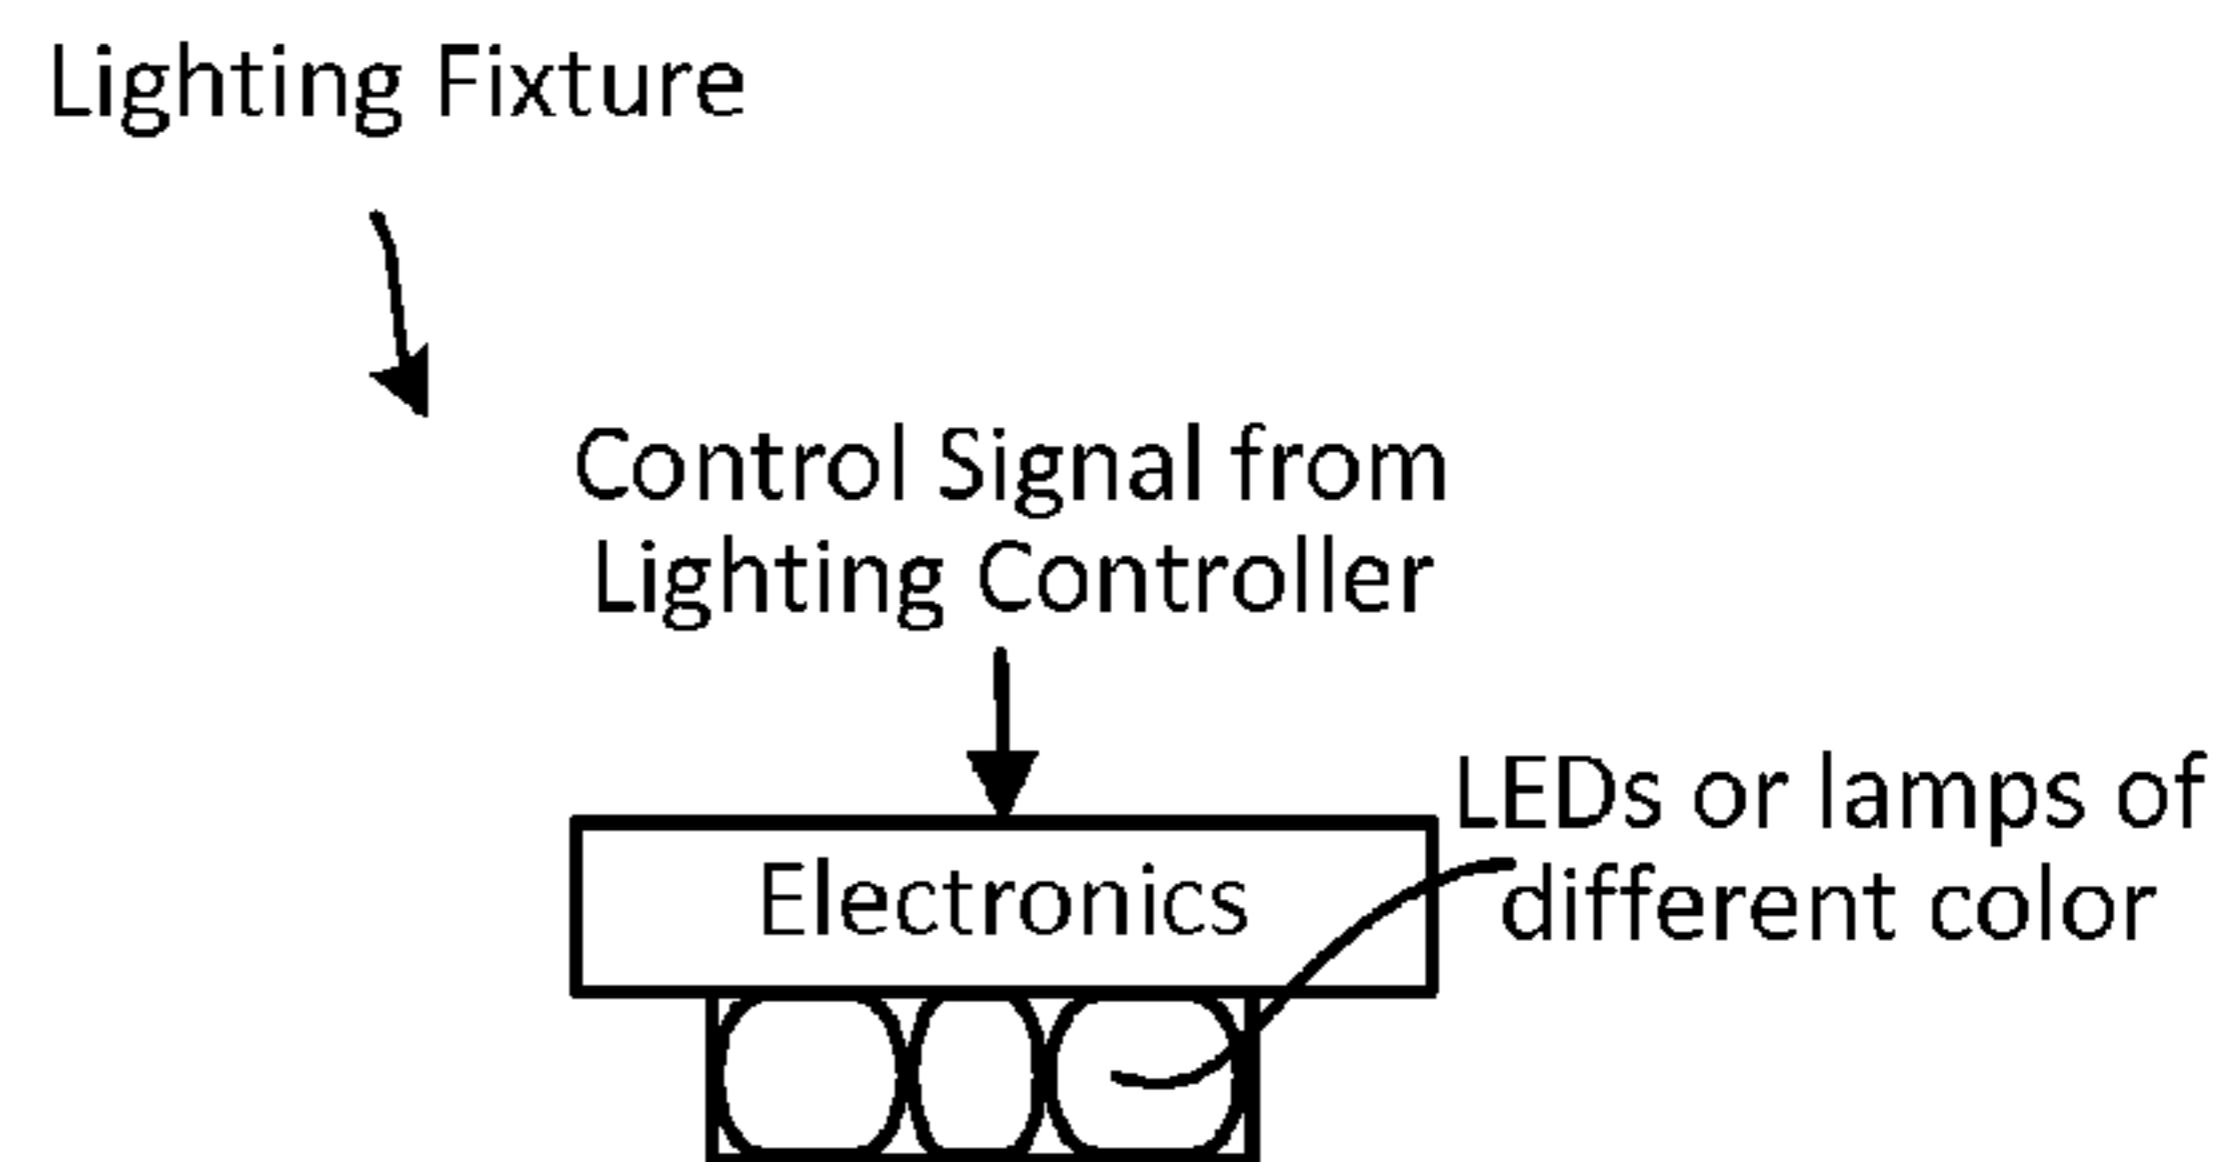 Lighting Fixture
Control Signal from
Lighting Controller
LEDs or lamps of
different color
Electronics